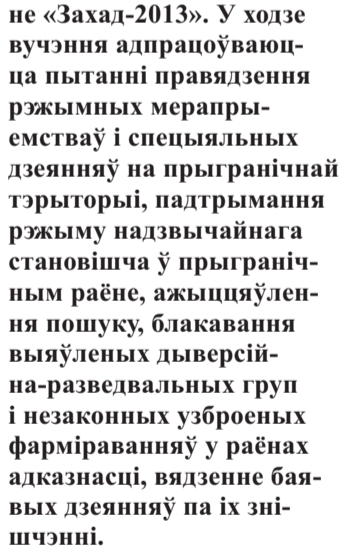 не «Захад-2013». У ходзе
вучэння адпрацоўваюц-
ца пытанні правядзення
рэжымных мерапры-
емстваў і спецыяльных
дзеянняў на прыгранічнай
тэрыторыі, падтрымання
рэжыму надзвычайнага
становішча ў прыграніч-
ным раёне, ажыццяўлен-
ня пошуку, блакавання
выяўленых дыверсій-
на-разведвальных груп
і незаконных узброеных
фарміраванняў у раёнах
адказнасці, вядзенне бая-
вых дзеянняў па іх зні-
шчэнні.